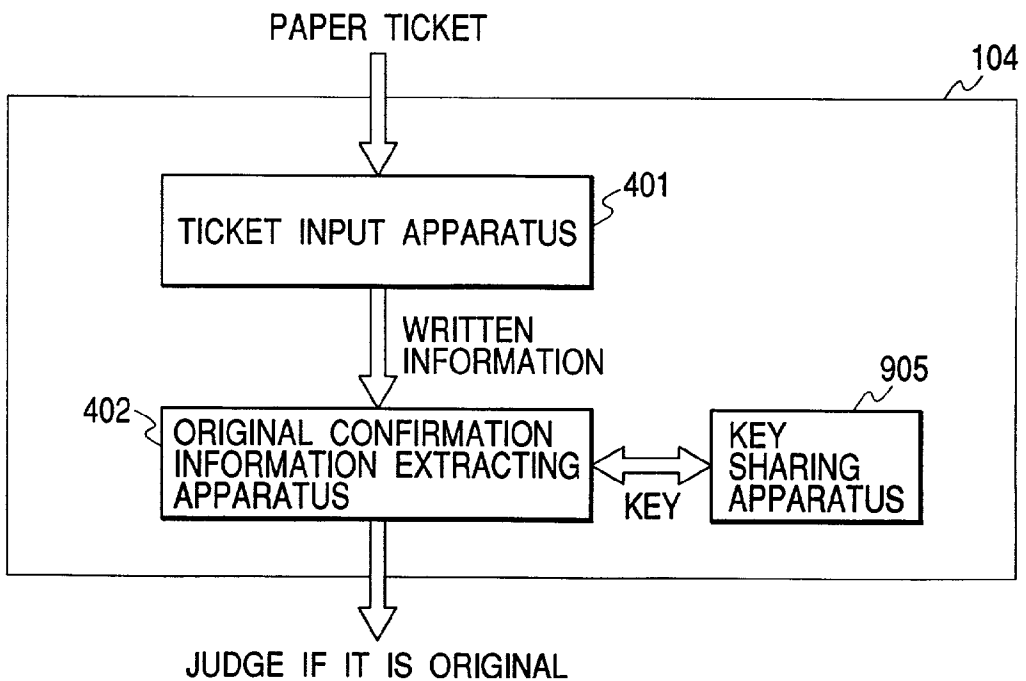 PAPER TICKET
104
401
TICKET INPUT APPARATUS
WRITTEN
INFORMATION
905
402
ORIGINAL CONFIRMATION
INFORMATION EXTRACTING
APPARATUS
KEY
KEY
SHARING
APPARATUS
JUDGE IF IT IS ORIGINAL